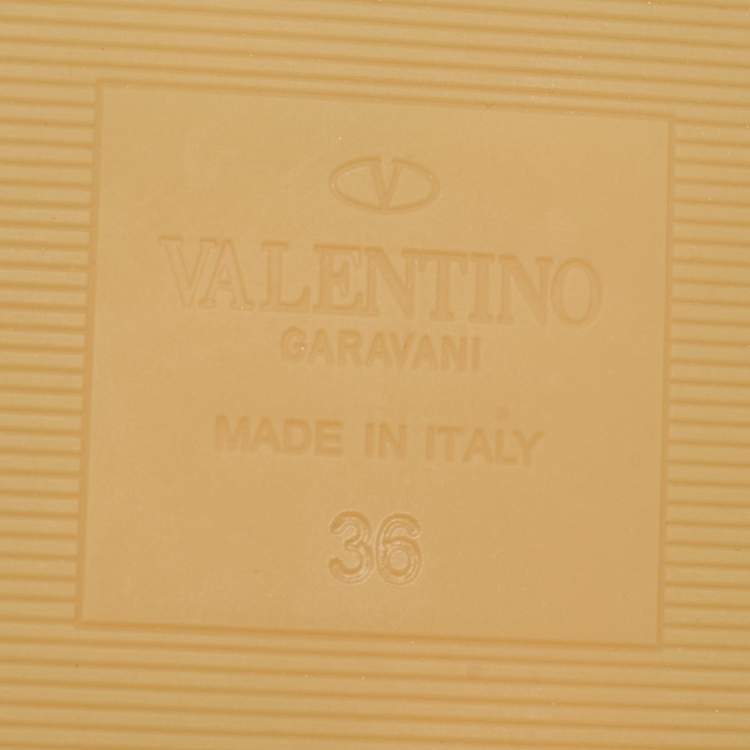 V
VALENTINO
GARAVANI
MADE IN ITALY
36